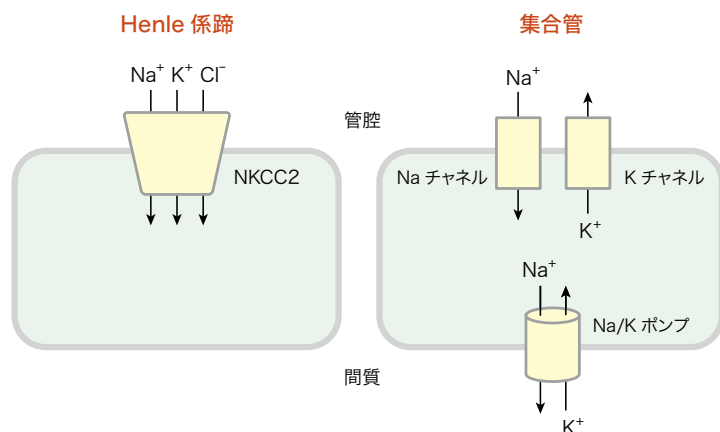 Henle 係蹄
集合管
Na⁺ K⁺ Cl⁻
Na⁺
管腔
NKCC2
Na チャネル
K チャネル
K⁺
Na⁺
Na/K ポンプ
間質
K⁺